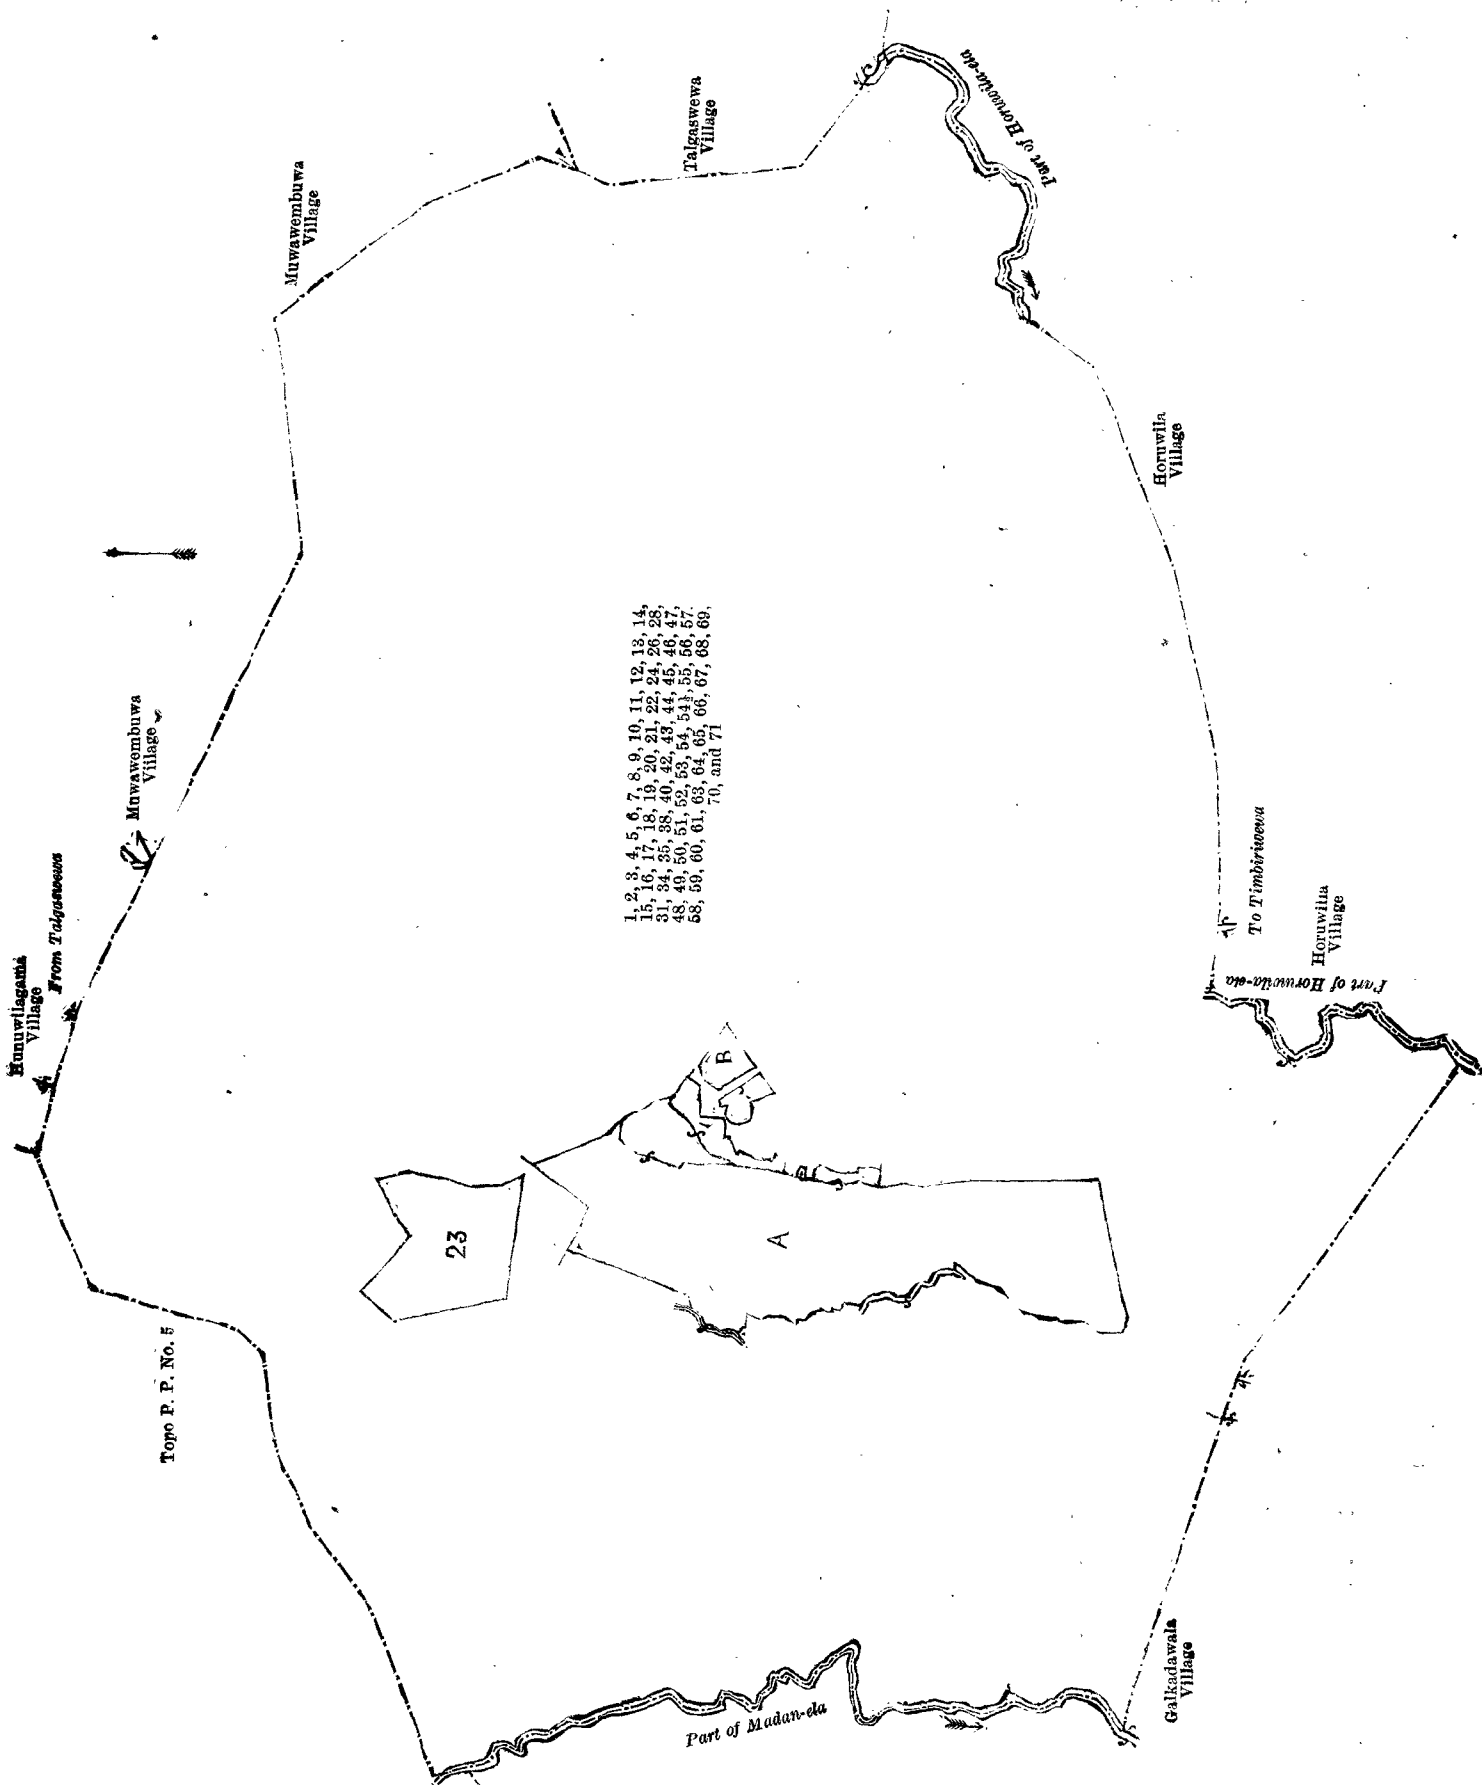 Hunuwilagama
Village
From Talgaswewa
Muwawembuwa
Village
Muwawembuwa
Village
Talgaswewa
Village
Part of Horuwila-ela
Topo P. P. No. 5
1, 2, 3, 4, 5, 6, 7, 8, 9, 10, 11, 12, 13, 14,
15, 16, 17, 18, 19, 20, 21, 22, 24, 26, 28,
31, 34, 35, 38, 40, 42, 43, 44, 45, 46, 47,
48, 49, 50, 51, 52, 53, 54, 54½, 55, 56, 57,
58, 59, 60, 61, 63, 64, 65, 66, 67, 68, 69,
70, and 71
23
A
B
Horuwila
Village
To Timbiriwewa
Horuwila
Village
Part of Horuwila-ela
Part of Madan-ela
Galkadawala
Village